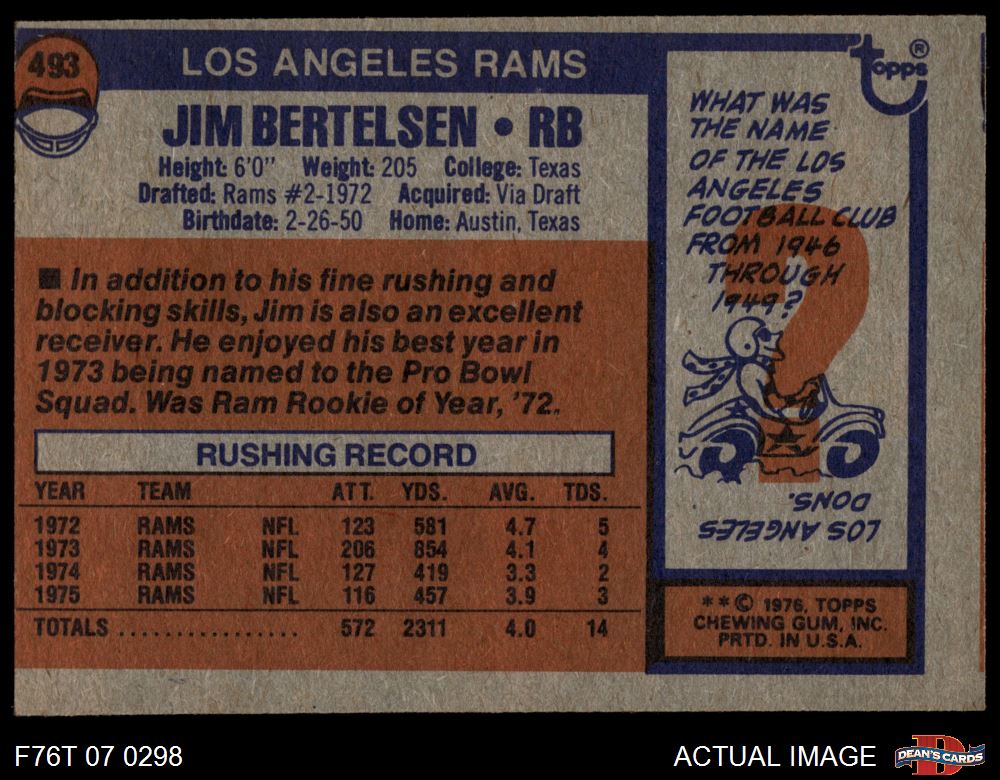 493
LOS ANGELES RAMS
JIM BERTELSEN • RB
Height: 6'0" Weight: 205 College: Texas
Drafted: Rams #2-1972 Acquired: Via Draft
Birthdate: 2-26-50 Home: Austin, Texas
■ In addition to his fine rushing and
blocking skills, Jim is also an excellent
receiver. He enjoyed his best year in
1973 being named to the Pro Bowl
Squad. Was Ram Rookie of Year, '72.
RUSHING RECORD
YEAR TEAM ATT. YDS. AVG. TDS.
1972 RAMS NFL 123 581 4.7 5
1973 RAMS NFL 206 854 4.1 4
1974 RAMS NFL 127 419 3.3 2
1975 RAMS NFL 116 457 3.9 3
TOTALS ................ 572 2311 4.0 14
topps ®
WHAT WAS
THE NAME
OF THE LOS
ANGELES
FOOTBALL CLUB
FROM 1946
THROUGH
1949?
?
LOS ANGELES
DONS.
**© 1976, TOPPS
CHEWING GUM, INC.
PRTD. IN U.S.A.
F76T 07 0298
ACTUAL IMAGE
D
DEAN'S CARDS